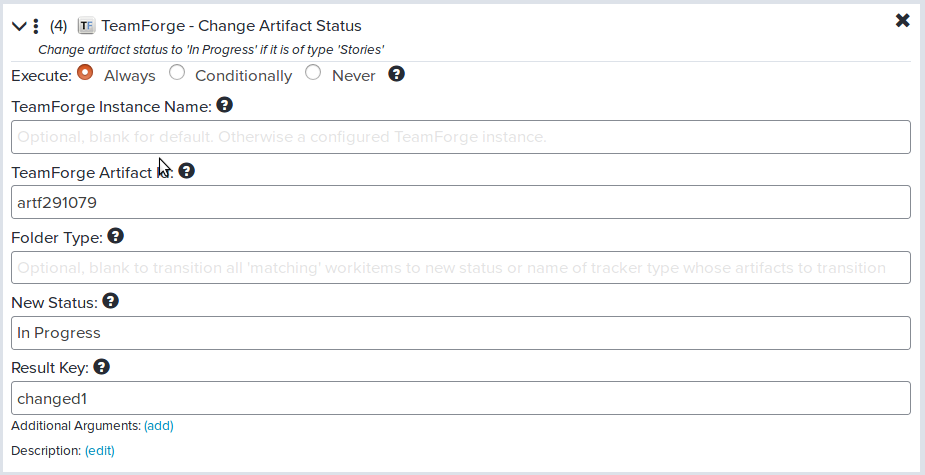 (4) TF TeamForge - Change Artifact Status
Change artifact status to 'In Progress' if it is of type 'Stories'
Execute: Always Conditionally Never
TeamForge Instance Name:
Optional, blank for default. Otherwise a configured TeamForge instance.
TeamForge Artifact Id:
artf291079
Folder Type:
Optional, blank to transition all 'matching' workitems to new status or name of tracker type whose artifacts to transition
New Status:
In Progress
Result Key:
changed1
Additional Arguments: (add)
Description: (edit)